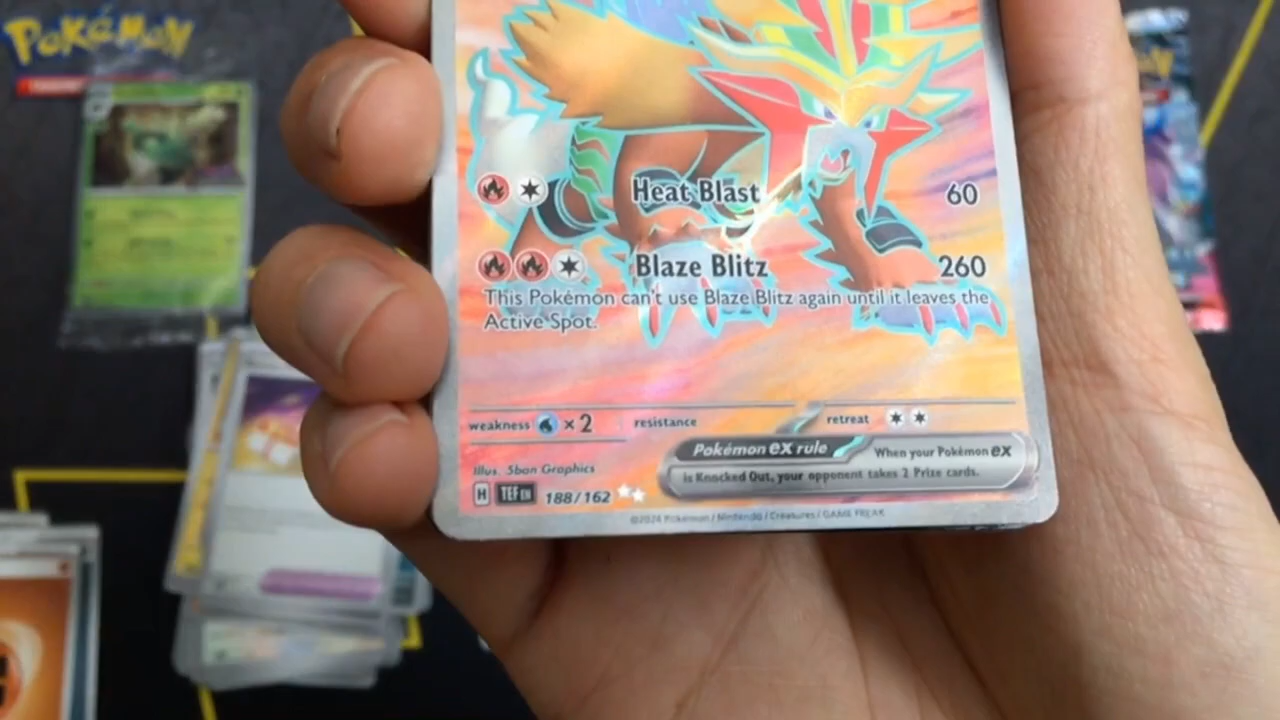 Pokémon
Heat Blast 60
Blaze Blitz 260
This Pokémon can't use Blaze Blitz again until it leaves the
Active Spot.
weakness ×2 resistance retreat
Pokémon ex rule When your Pokémon ex
is Knocked Out, your opponent takes 2 Prize cards.
Illus. 5ban Graphics
H TEF EN 188/162
©2024 Pokémon / Nintendo / Creatures / GAME FREAK